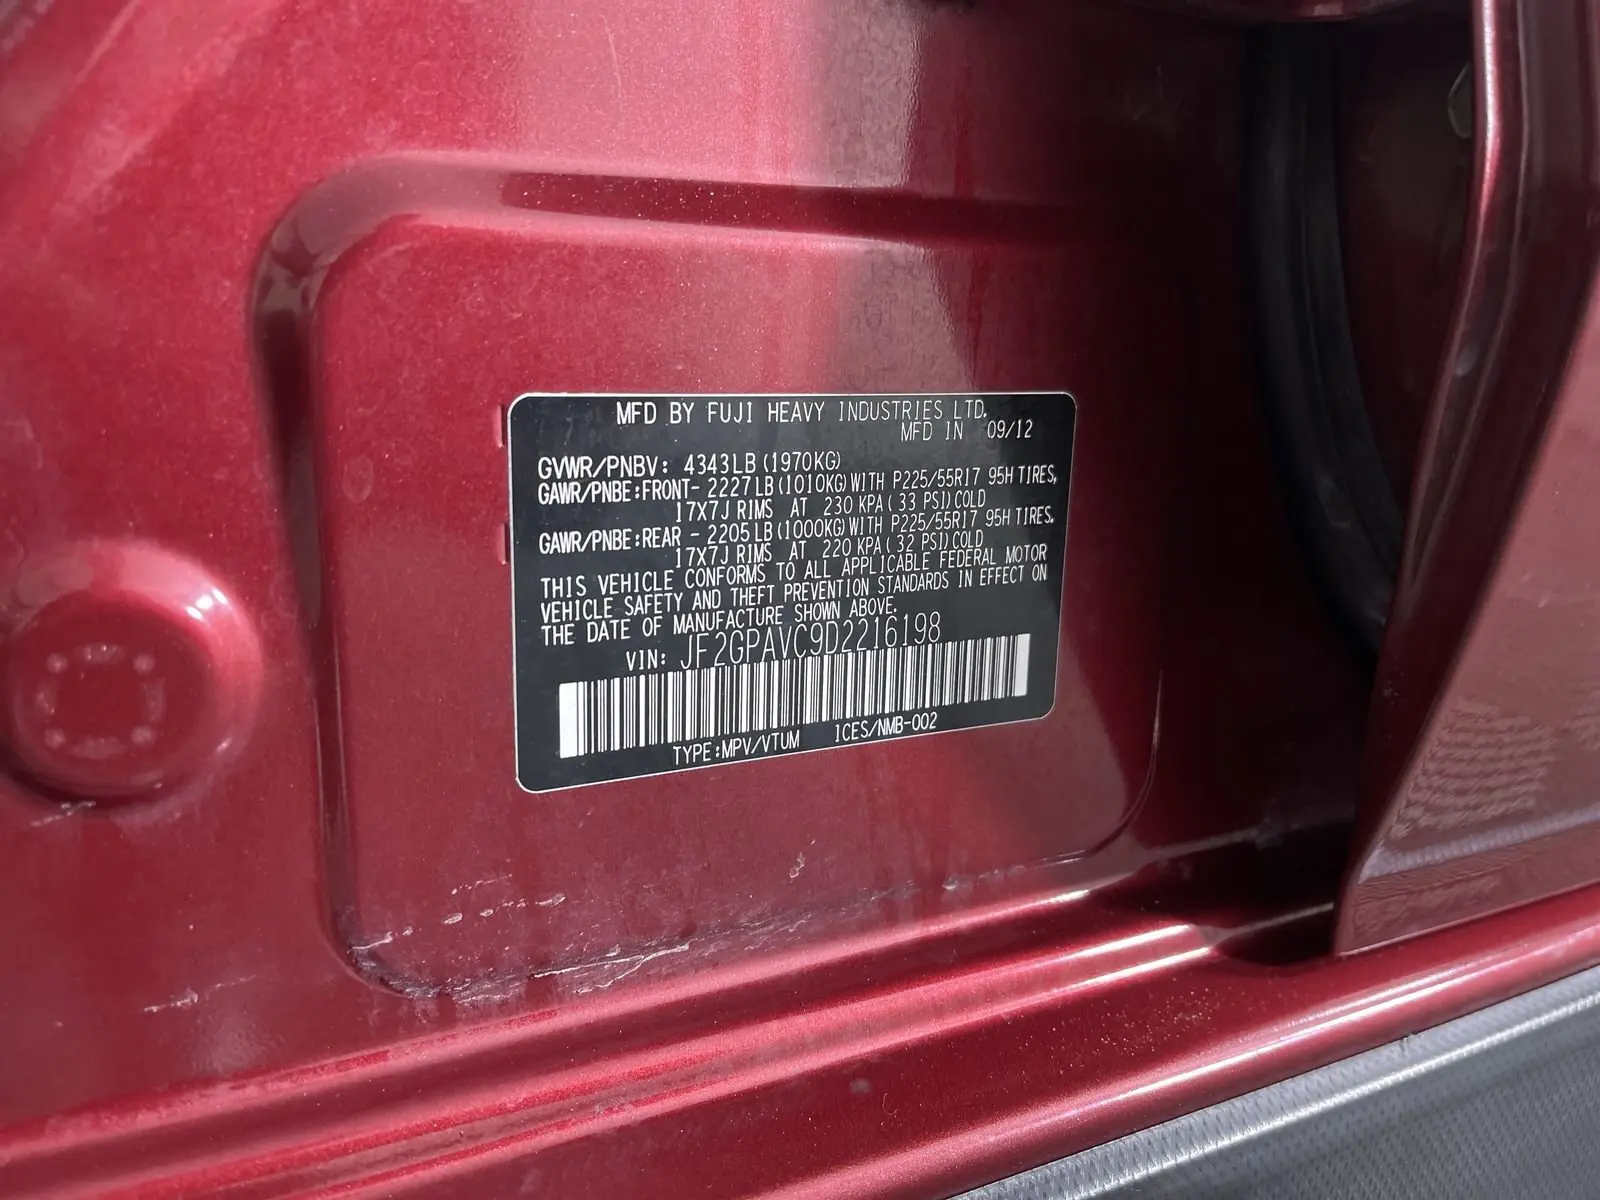 MFD BY FUJI HEAVY INDUSTRIES LTD.
MFD IN 09/12
GVWR/PNBV: 4343LB (1970KG)
GAWR/PNBE:FRONT- 2227LB (1010KG) WITH P225/55R17 95H TIRES,
17X7J RIMS AT 230 KPA ( 33 PSI) COLD
GAWR/PNBE:REAR - 2205LB (1000KG) WITH P225/55R17 95H TIRES.
17X7J RIMS AT 220 KPA ( 32 PSI) COLD
THIS VEHICLE CONFORMS TO ALL APPLICABLE FEDERAL MOTOR
VEHICLE SAFETY AND THEFT PREVENTION STANDARDS IN EFFECT ON
THE DATE OF MANUFACTURE SHOWN ABOVE.
VIN: JF2GPAVC9D2216198
TYPE:MPV/VTUM ICES/NMB-002